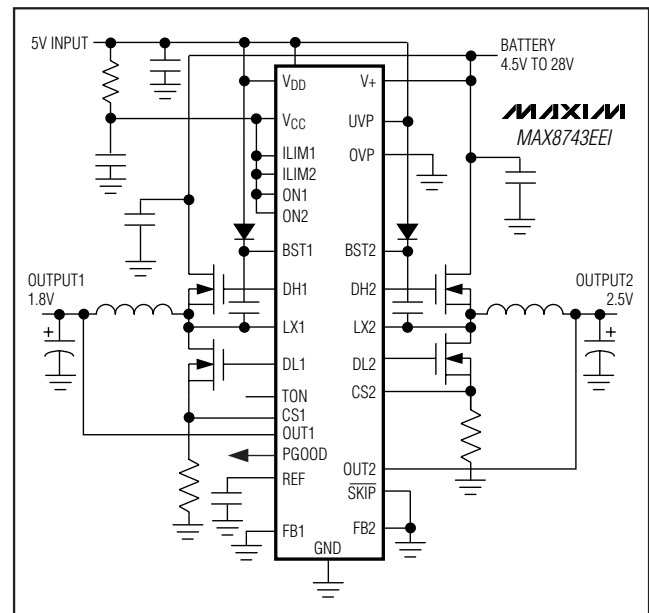 5V INPUT
BATTERY
4.5V TO 28V
VDD
V+
MAXIM
MAX8743EEI
VCC
UVP
ILIM1
OVP
ILIM2
ON1
ON2
BST1
BST2
OUTPUT1
1.8V
DH1
DH2
OUTPUT2
2.5V
+
LX1
LX2
+
DL1
DL2
TON
CS2
CS1
OUT1
PGOOD
OUT2
REF
SKIP
FB1
FB2
GND